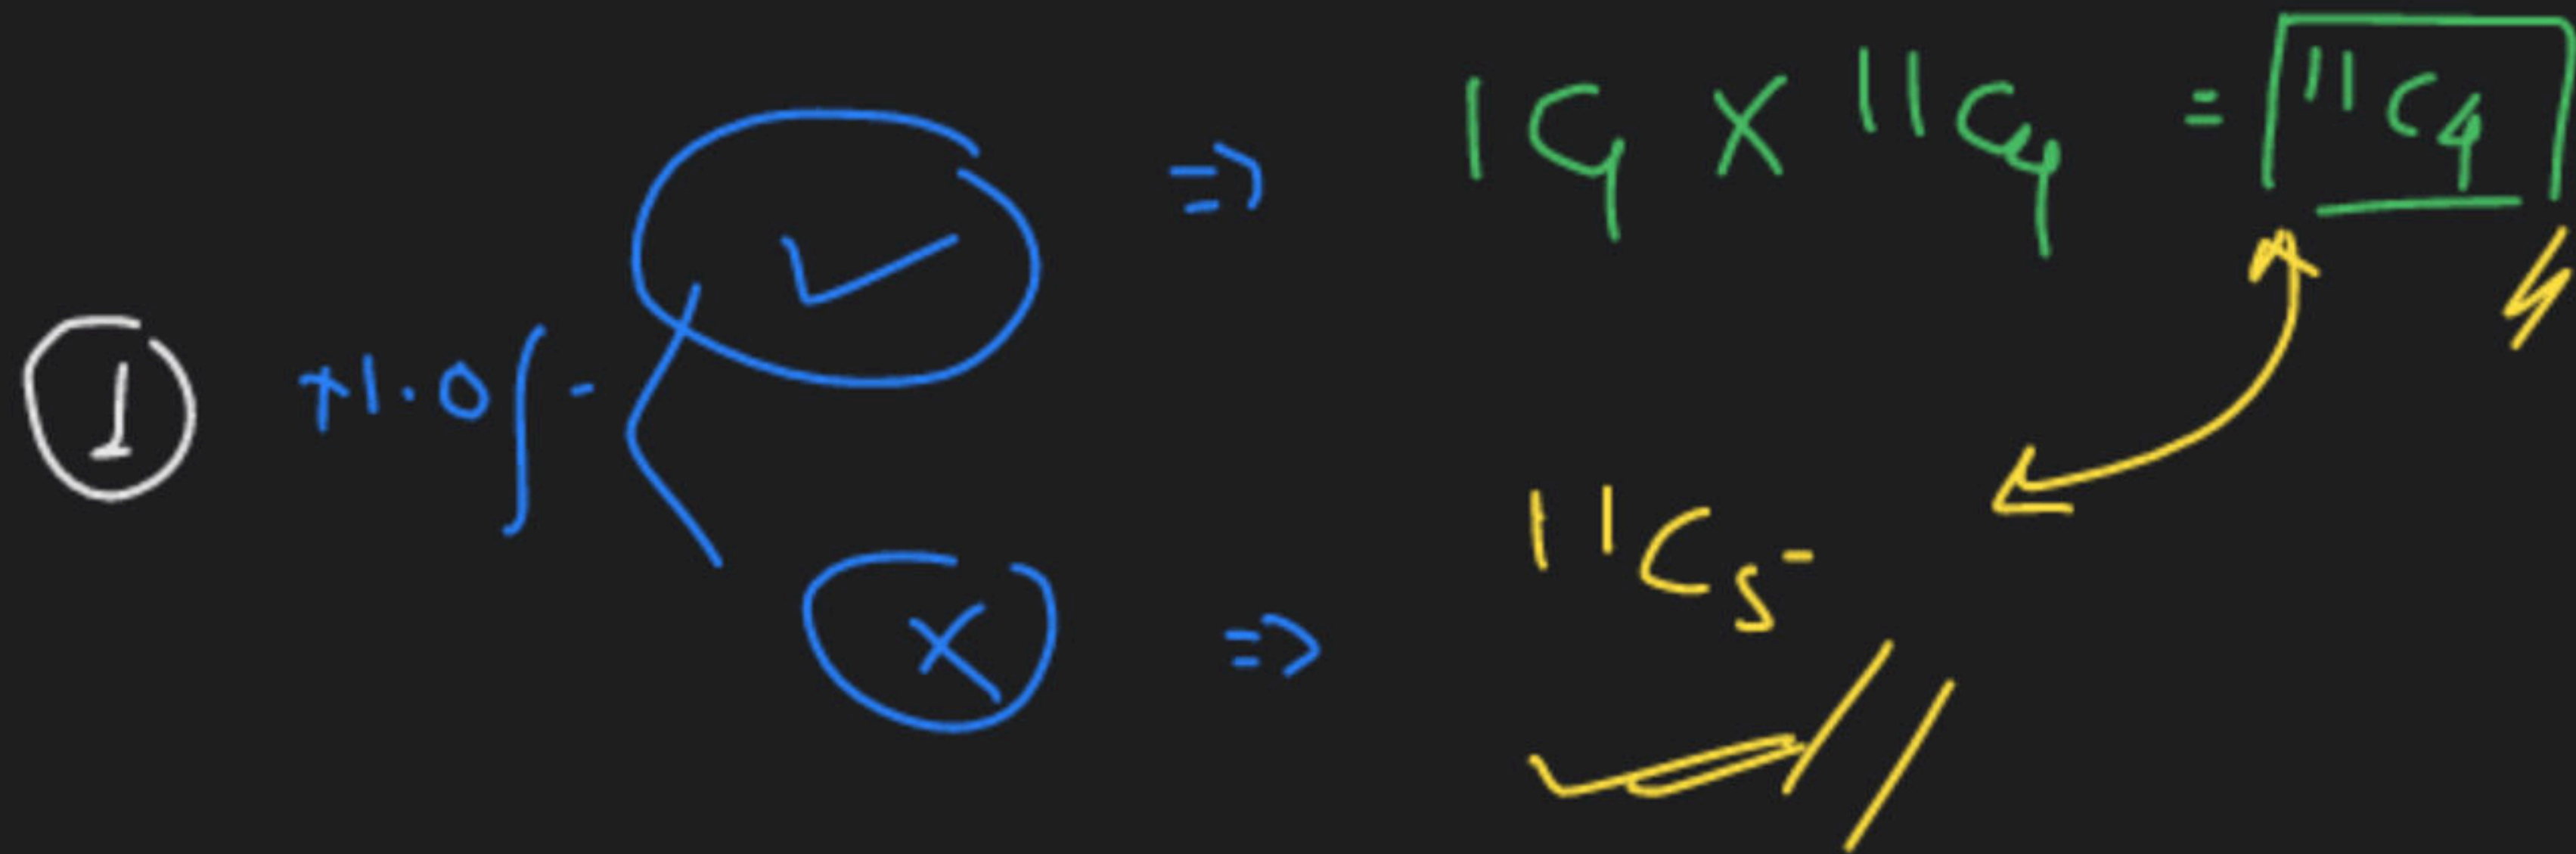 ⇒ 1C₁ × ¹¹C₄ = ¹¹C₄
① +1.0
⇒ ¹¹C₅